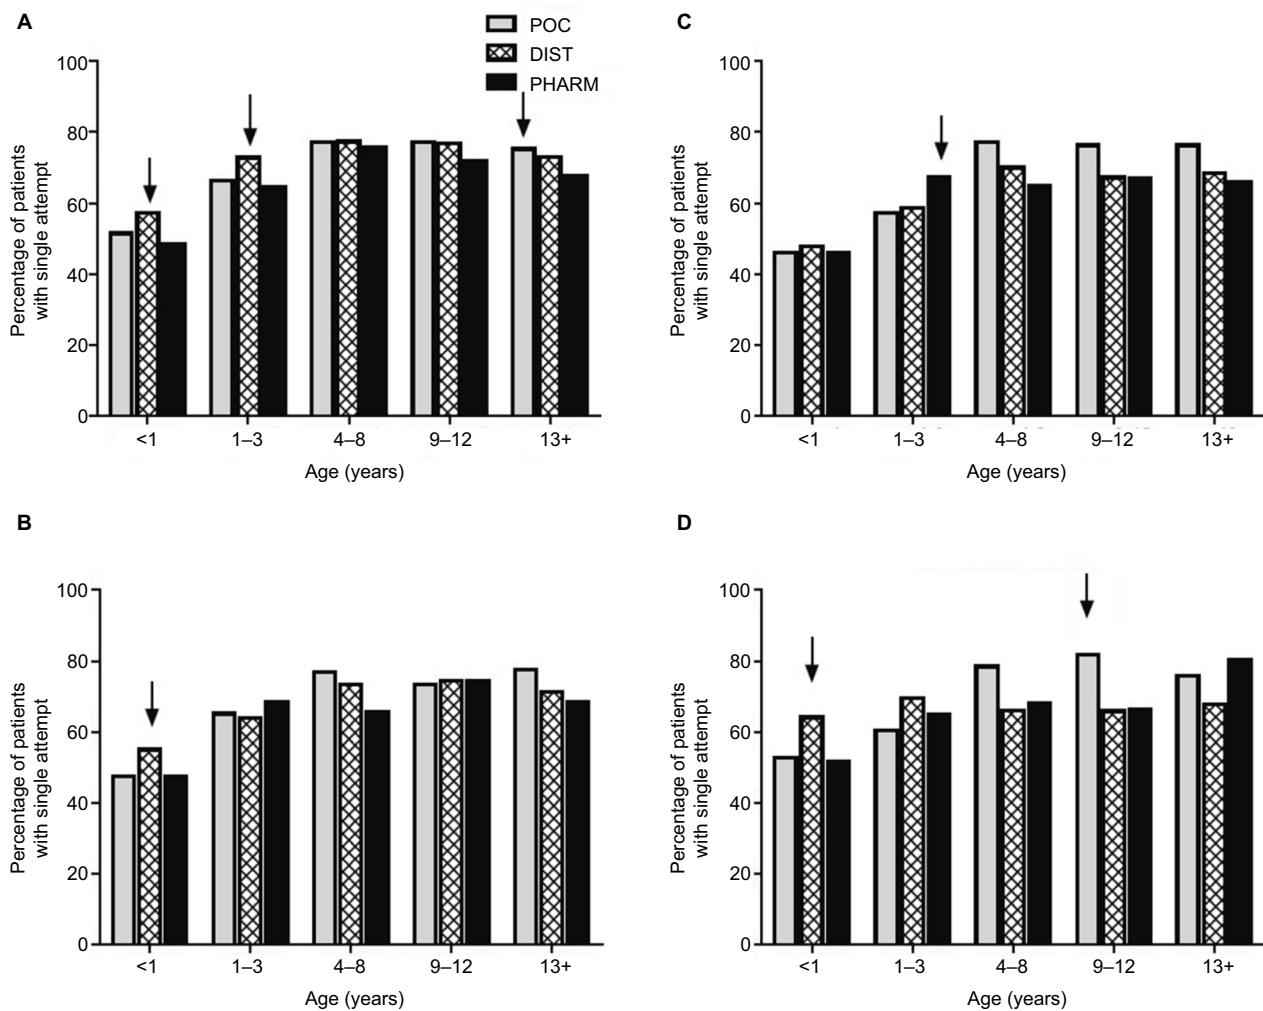 A
POC
DIST
PHARM
100
80
60
40
20
0
Percentage of patients
with single attempt
<1 1–3 4–8 9–12 13+
Age (years)
C
100
80
60
40
20
0
Percentage of patients
with single attempt
<1 1–3 4–8 9–12 13+
Age (years)
B
100
80
60
40
20
0
Percentage of patients
with single attempt
<1 1–3 4–8 9–12 13+
Age (years)
D
100
80
60
40
20
0
Percentage of patients
with single attempt
<1 1–3 4–8 9–12 13+
Age (years)